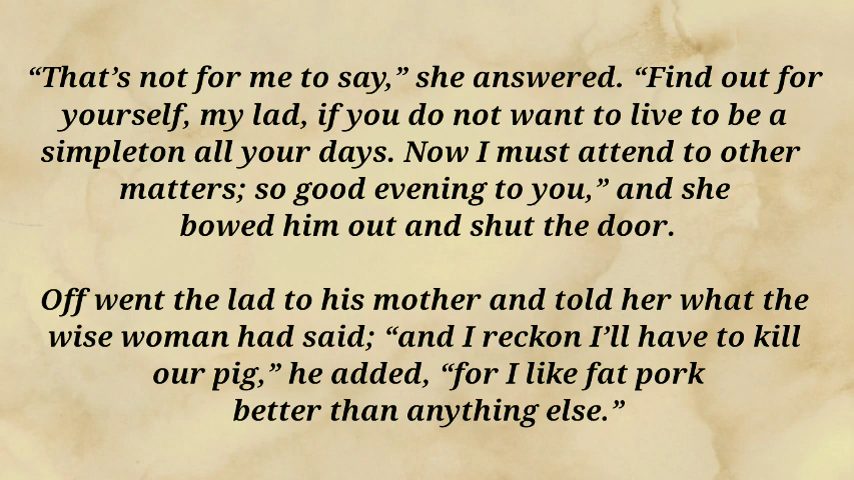 “That’s not for me to say,” she answered. “Find out for
yourself, my lad, if you do not want to live to be a
simpleton all your days. Now I must attend to other
matters; so good evening to you,” and she
bowed him out and shut the door.
Off went the lad to his mother and told her what the
wise woman had said; “and I reckon I’ll have to kill
our pig,” he added, “for I like fat pork
better than anything else.”